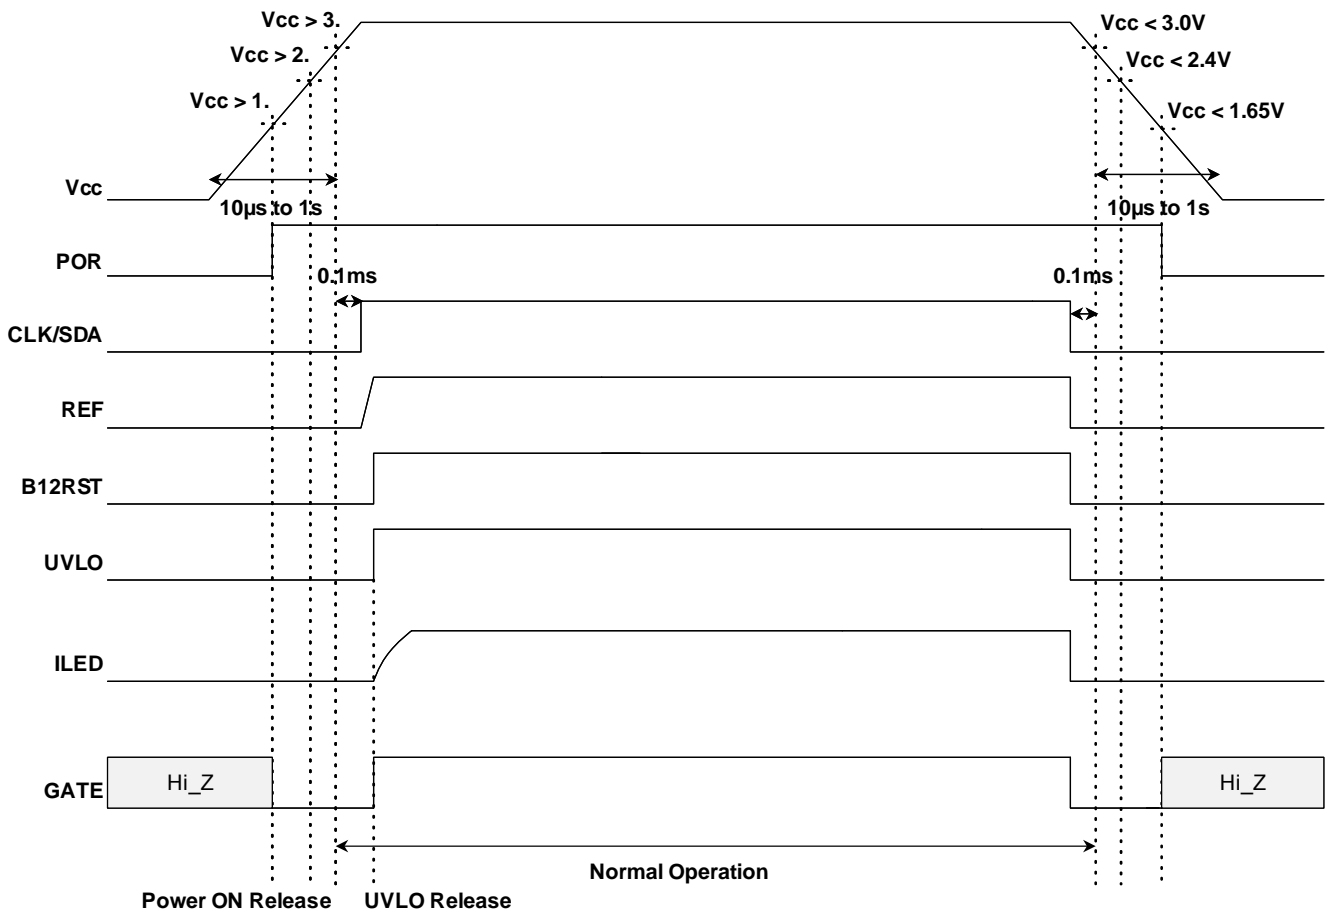 Vcc > 3.
Vcc < 3.0V
Vcc > 2.
Vcc < 2.4V
Vcc > 1.
Vcc < 1.65V
Vcc
10µs to 1s
10µs to 1s
POR
0.1ms
0.1ms
CLK/SDA
REF
B12RST
UVLO
ILED
GATE
Hi_Z
Hi_Z
Normal Operation
Power ON Release
UVLO Release